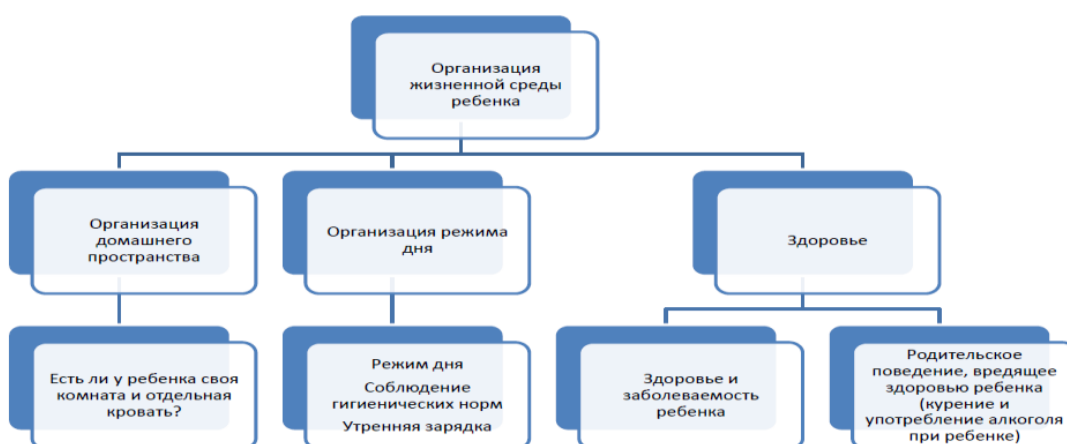 Организация
жизненной среды
ребенка
Организация
домашнего
пространства
Организация режима
дня
Здоровье
Есть ли у ребенка своя
комната и отдельная
кровать?
Режим дня
Соблюдение
гигиенических норм
Утренняя зарядка
Здоровье и
заболеваемость
ребенка
Родительское
поведение, вредящее
здоровью ребенка
(курение и
употребление алкоголя
при ребенке)